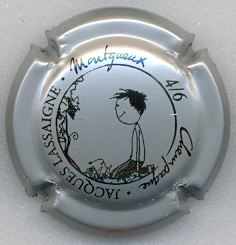 Montgueux
4/6
Champagne
• JACQUES LASSAIGNE •